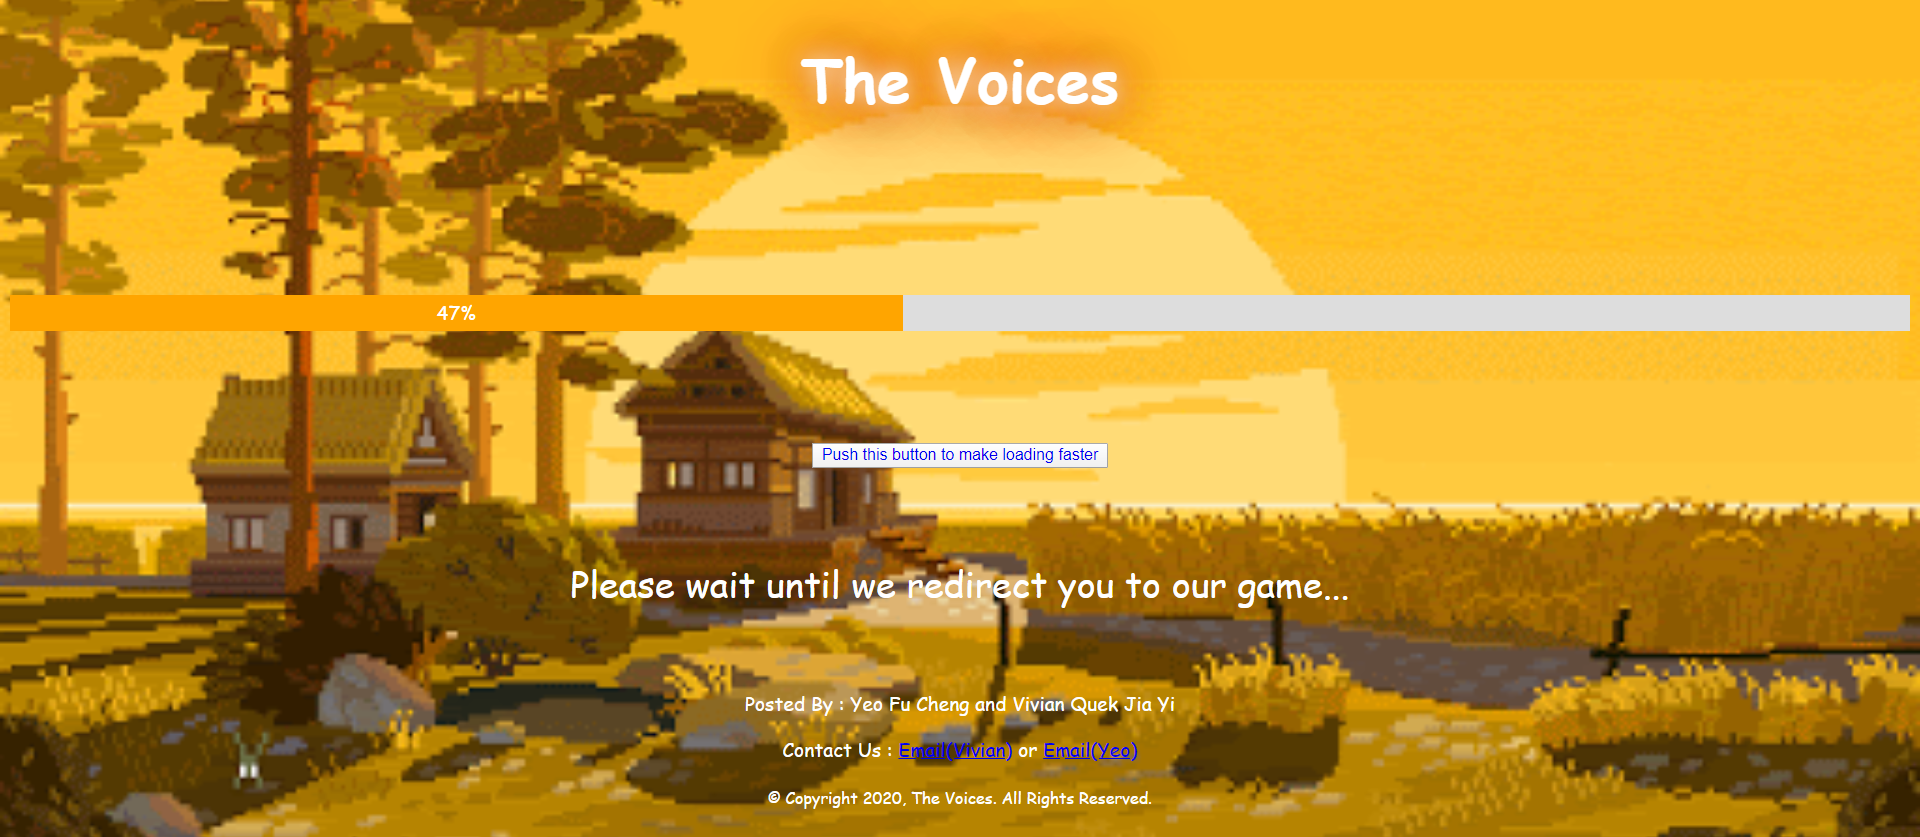 The Voices
47%
Push this button to make loading faster
Please wait until we redirect you to our game...
Posted By : Yeo Fu Cheng and Vivian Quek Jia Yi
Contact Us : Email(Vivian) or Email(Yeo)
© Copyright 2020, The Voices. All Rights Reserved.